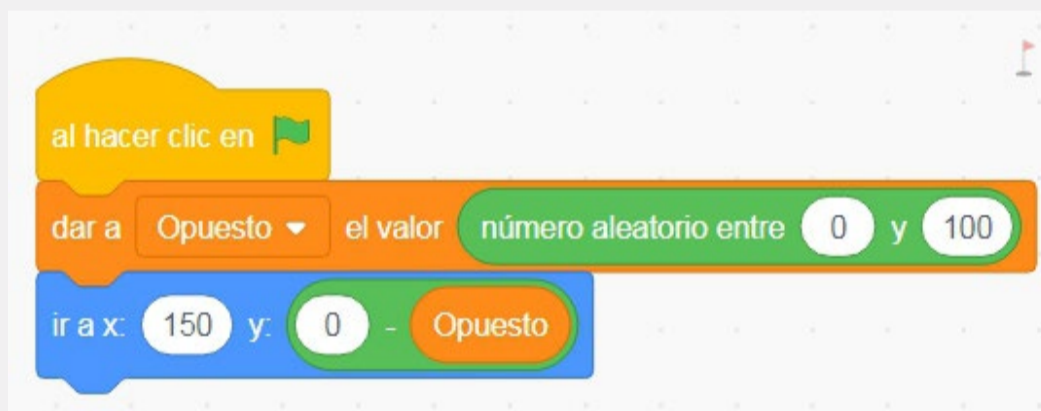 al hacer clic en
dar a Opuesto el valor número aleatorio entre 0 y 100
ir a x: 150 y: 0 - Opuesto